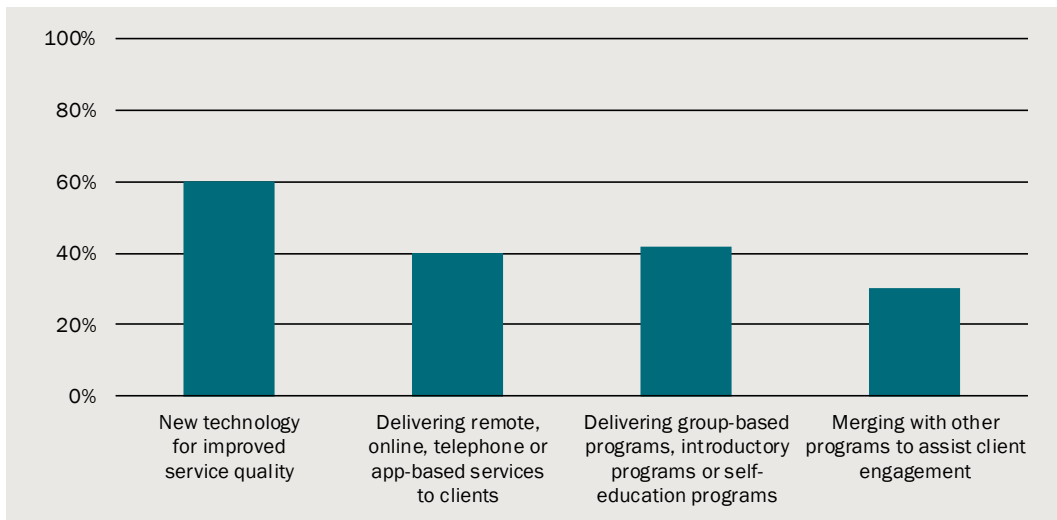 100%
80%
60%
40%
20%
0%
New technology
for improved
service quality
Delivering remote,
online, telephone or
app-based services
to clients
Delivering group-based
programs, introductory
programs or self-
education programs
Merging with other
programs to assist client
engagement